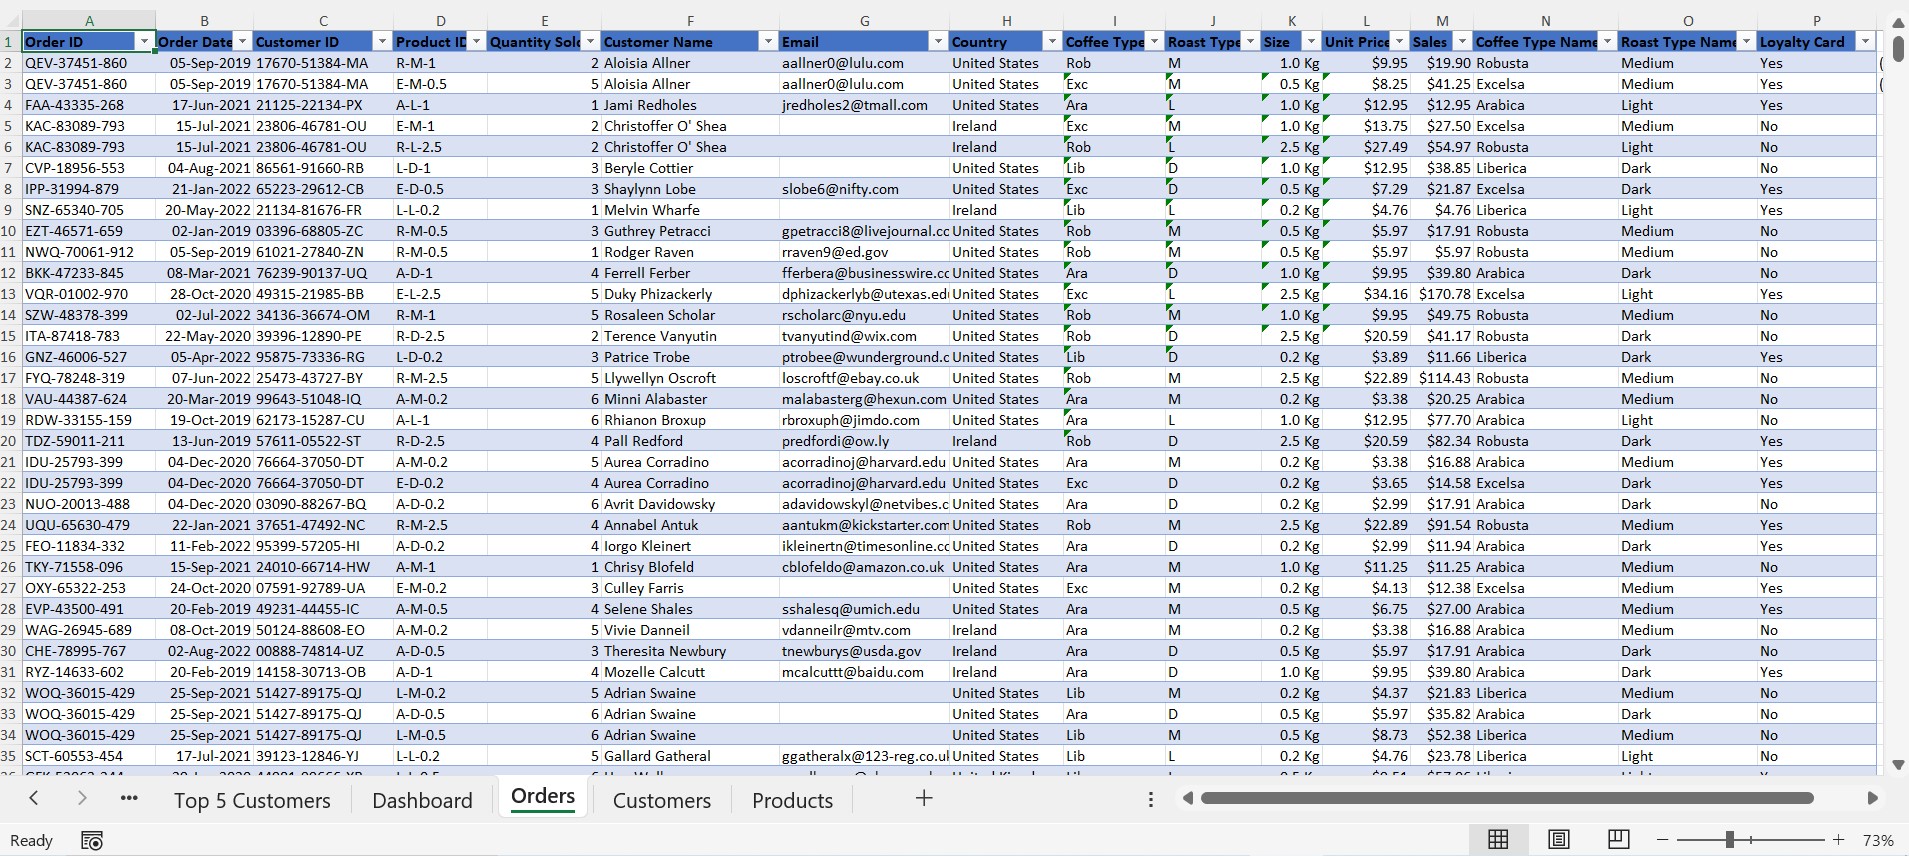 A B C D E F G H I J K L M N O P
1 Order ID Order Date Customer ID Product ID Quantity Sol Customer Name Email Country Coffee Type Roast Type Size Unit Price Sales Coffee Type Name Roast Type Name Loyalty Card
2 QEV-37451-860 05-Sep-2019 17670-51384-MA R-M-1 2 Aloisia Allner aallner0@lulu.com United States Rob M 1.0 Kg $9.95 $19.90 Robusta Medium Yes (
3 QEV-37451-860 05-Sep-2019 17670-51384-MA E-M-0.5 5 Aloisia Allner aallner0@lulu.com United States Exc M 0.5 Kg $8.25 $41.25 Excelsa Medium Yes (
4 FAA-43335-268 17-Jun-2021 21125-22134-PX A-L-1 1 Jami Redholes jredholes2@tmall.com United States Ara L 1.0 Kg $12.95 $12.95 Arabica Light Yes
5 KAC-83089-793 15-Jul-2021 23806-46781-OU E-M-1 2 Christoffer O' Shea Ireland Exc M 1.0 Kg $13.75 $27.50 Excelsa Medium No
6 KAC-83089-793 15-Jul-2021 23806-46781-OU R-L-2.5 2 Christoffer O' Shea Ireland Rob L 2.5 Kg $27.49 $54.97 Robusta Light No
7 CVP-18956-553 04-Aug-2021 86561-91660-RB L-D-1 3 Beryle Cottier United States Lib D 1.0 Kg $12.95 $38.85 Liberica Dark No
8 IPP-31994-879 21-Jan-2022 65223-29612-CB E-D-0.5 3 Shaylynn Lobe slobe6@nifty.com United States Exc D 0.5 Kg $7.29 $21.87 Excelsa Dark Yes
9 SNZ-65340-705 20-May-2022 21134-81676-FR L-L-0.2 1 Melvin Wharfe Ireland Lib L 0.2 Kg $4.76 $4.76 Liberica Light Yes
10 EZT-46571-659 02-Jan-2019 03396-68805-ZC R-M-0.5 3 Guthrey Petracci gpetracci8@livejournal.cc United States Rob M 0.5 Kg $5.97 $17.91 Robusta Medium No
11 NWQ-70061-912 05-Sep-2019 61021-27840-ZN R-M-0.5 1 Rodger Raven rraven9@ed.gov United States Rob M 0.5 Kg $5.97 $5.97 Robusta Medium No
12 BKK-47233-845 08-Mar-2021 76239-90137-UQ A-D-1 4 Ferrell Ferber fferbera@businesswire.cc United States Ara D 1.0 Kg $9.95 $39.80 Arabica Dark No
13 VQR-01002-970 28-Oct-2020 49315-21985-BB E-L-2.5 5 Duky Phizackerly dphizackerlyb@utexas.ed United States Exc L 2.5 Kg $34.16 $170.78 Excelsa Light Yes
14 SZW-48378-399 02-Jul-2022 34136-36674-OM R-M-1 5 Rosaleen Scholar rscholarc@nyu.edu United States Rob M 1.0 Kg $9.95 $49.75 Robusta Medium No
15 ITA-87418-783 22-May-2020 39396-12890-PE R-D-2.5 2 Terence Vanyutin tvanyutind@wix.com United States Rob D 2.5 Kg $20.59 $41.17 Robusta Dark No
16 GNZ-46006-527 05-Apr-2022 95875-73336-RG L-D-0.2 3 Patrice Trobe ptrobee@wunderground.c United States Lib D 0.2 Kg $3.89 $11.66 Liberica Dark Yes
17 FYQ-78248-319 07-Jun-2022 25473-43727-BY R-M-2.5 5 Llywellyn Oscroft loscroftf@ebay.co.uk United States Rob M 2.5 Kg $22.89 $114.43 Robusta Medium No
18 VAU-44387-624 20-Mar-2019 99643-51048-IQ A-M-0.2 6 Minni Alabaster malabasterg@hexun.com United States Ara M 0.2 Kg $3.38 $20.25 Arabica Medium No
19 RDW-33155-159 19-Oct-2019 62173-15287-CU A-L-1 6 Rhianon Broxup rbroxuph@jimdo.com United States Ara L 1.0 Kg $12.95 $77.70 Arabica Light No
20 TDZ-59011-211 13-Jun-2019 57611-05522-ST R-D-2.5 4 Pall Redford predfordi@ow.ly Ireland Rob D 2.5 Kg $20.59 $82.34 Robusta Dark Yes
21 IDU-25793-399 04-Dec-2020 76664-37050-DT A-M-0.2 5 Aurea Corradino acorradinoj@harvard.edu United States Ara M 0.2 Kg $3.38 $16.88 Arabica Medium Yes
22 IDU-25793-399 04-Dec-2020 76664-37050-DT E-D-0.2 4 Aurea Corradino acorradinoj@harvard.edu United States Exc D 0.2 Kg $3.65 $14.58 Excelsa Dark Yes
23 NUO-20013-488 04-Dec-2020 03090-88267-BQ A-D-0.2 6 Avrit Davidowsky adavidowskyl@netvibes.c United States Ara D 0.2 Kg $2.99 $17.91 Arabica Dark No
24 UQU-65630-479 22-Jan-2021 37651-47492-NC R-M-2.5 4 Annabel Antuk aantukm@kickstarter.com United States Rob M 2.5 Kg $22.89 $91.54 Robusta Medium Yes
25 FEO-11834-332 11-Feb-2022 95399-57205-HI A-D-0.2 4 Iorgo Kleinert ikleinertn@timesonline.cc United States Ara D 0.2 Kg $2.99 $11.94 Arabica Dark Yes
26 TKY-71558-096 15-Sep-2021 24010-66714-HW A-M-1 1 Chrisy Blofeld cblofeldo@amazon.co.uk United States Ara M 1.0 Kg $11.25 $11.25 Arabica Medium No
27 OXY-65322-253 24-Oct-2020 07591-92789-UA E-M-0.2 3 Culley Farris United States Exc M 0.2 Kg $4.13 $12.38 Excelsa Medium Yes
28 EVP-43500-491 20-Feb-2019 49231-44455-IC A-M-0.5 4 Selene Shales sshalesq@umich.edu United States Ara M 0.5 Kg $6.75 $27.00 Arabica Medium Yes
29 WAG-26945-689 08-Oct-2019 50124-88608-EO A-M-0.2 5 Vivie Danneil vdanneilr@mtv.com Ireland Ara M 0.2 Kg $3.38 $16.88 Arabica Medium No
30 CHE-78995-767 02-Aug-2022 00888-74814-UZ A-D-0.5 3 Theresita Newbury tnewburys@usda.gov Ireland Ara D 0.5 Kg $5.97 $17.91 Arabica Dark No
31 RYZ-14633-602 20-Feb-2019 14158-30713-OB A-D-1 4 Mozelle Calcutt mcalcuttt@baidu.com Ireland Ara D 1.0 Kg $9.95 $39.80 Arabica Dark Yes
32 WOQ-36015-429 25-Sep-2021 51427-89175-QJ L-M-0.2 5 Adrian Swaine United States Lib M 0.2 Kg $4.37 $21.83 Liberica Medium No
33 WOQ-36015-429 25-Sep-2021 51427-89175-QJ A-D-0.5 6 Adrian Swaine United States Ara D 0.5 Kg $5.97 $35.82 Arabica Dark No
34 WOQ-36015-429 25-Sep-2021 51427-89175-QJ L-M-0.5 6 Adrian Swaine United States Lib M 0.5 Kg $8.73 $52.38 Liberica Medium No
35 SCT-60553-454 17-Jul-2021 39123-12846-YJ L-L-0.2 5 Gallard Gatheral ggatheralx@123-reg.co.uk United States Lib L 0.2 Kg $4.76 $23.78 Liberica Light No
Top 5 Customers Dashboard Orders Customers Products
Ready 73%